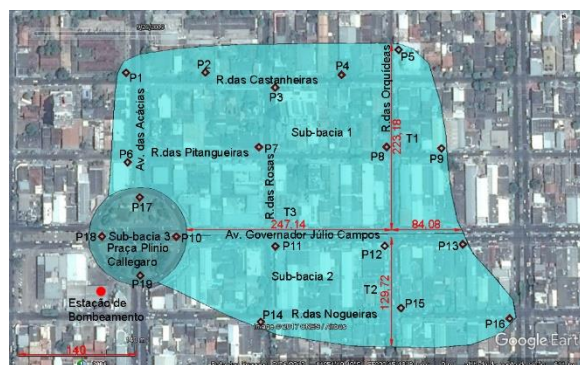 P1
P2
P4
P5
R.das Castanheiras
P3
Av. das Acácias
R.das Orquídeas
Sub-bacia 1
T1
R.das Pitangueiras
P6
P7
P8
P9
R.das Rosas
223,18
P17
T3
247,14
84,08
Av. Governador Júlio Campos
P18
Sub-bacia 3
P10
Praça Plinio
Callegaro
P11
P12
P13
P19
Sub-bacia 2
T2
129,72
Estação de
Bombeamento
P14
R.das Nogueiras
P15
P16
Google Eart
140